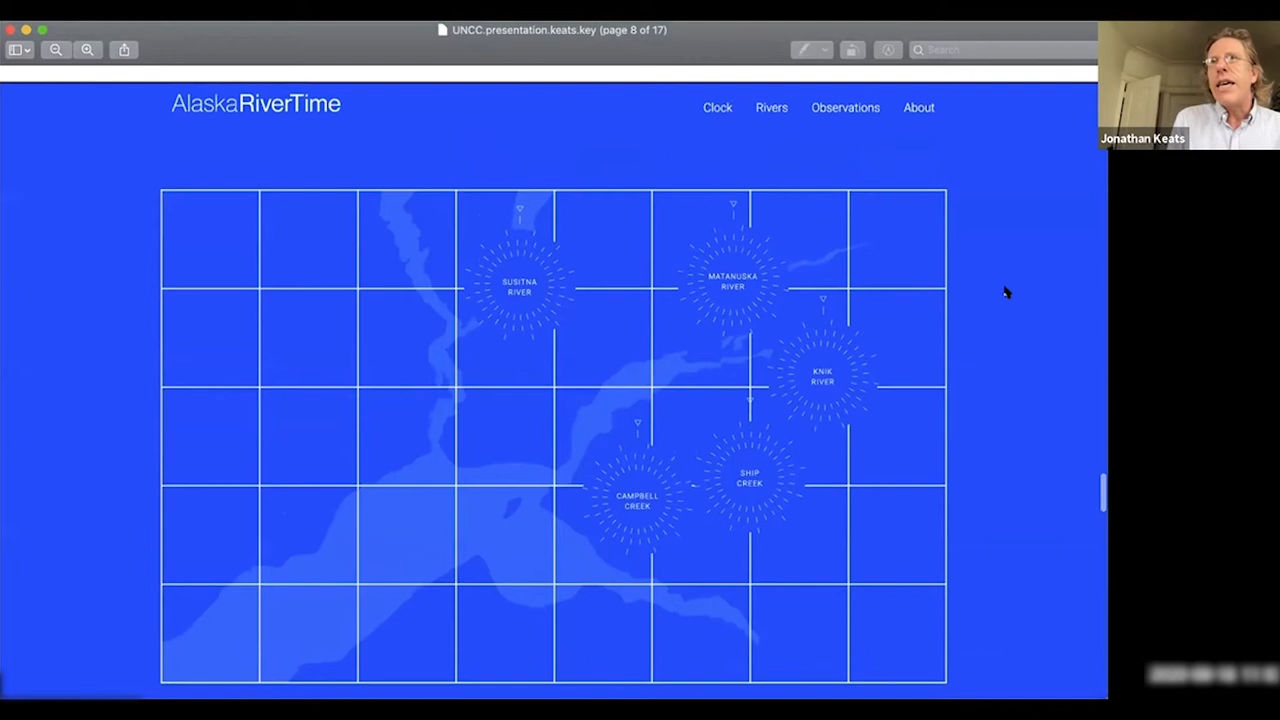 UNCC.presentation.keats.key (page 8 of 17)
Search
AlaskaRiverTime
Clock Rivers Observations About
SUSITNA
RIVER
MATANUSKA
RIVER
KNIK
RIVER
SHIP
CREEK
CAMPBELL
CREEK
Jonathan Keats